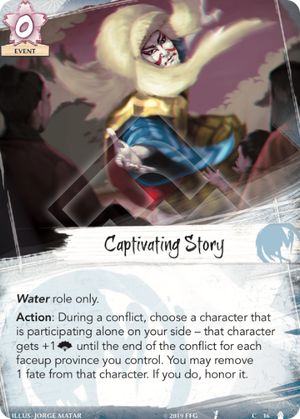 0
EVENT
Captivating Story
Water role only.
Action: During a conflict, choose a character that
is participating alone on your side – that character
gets +1 until the end of the conflict for each
faceup province you control. You may remove
1 fate from that character. If you do, honor it.
ILLUS. JORGE MATAR © 2019 FFG C 16